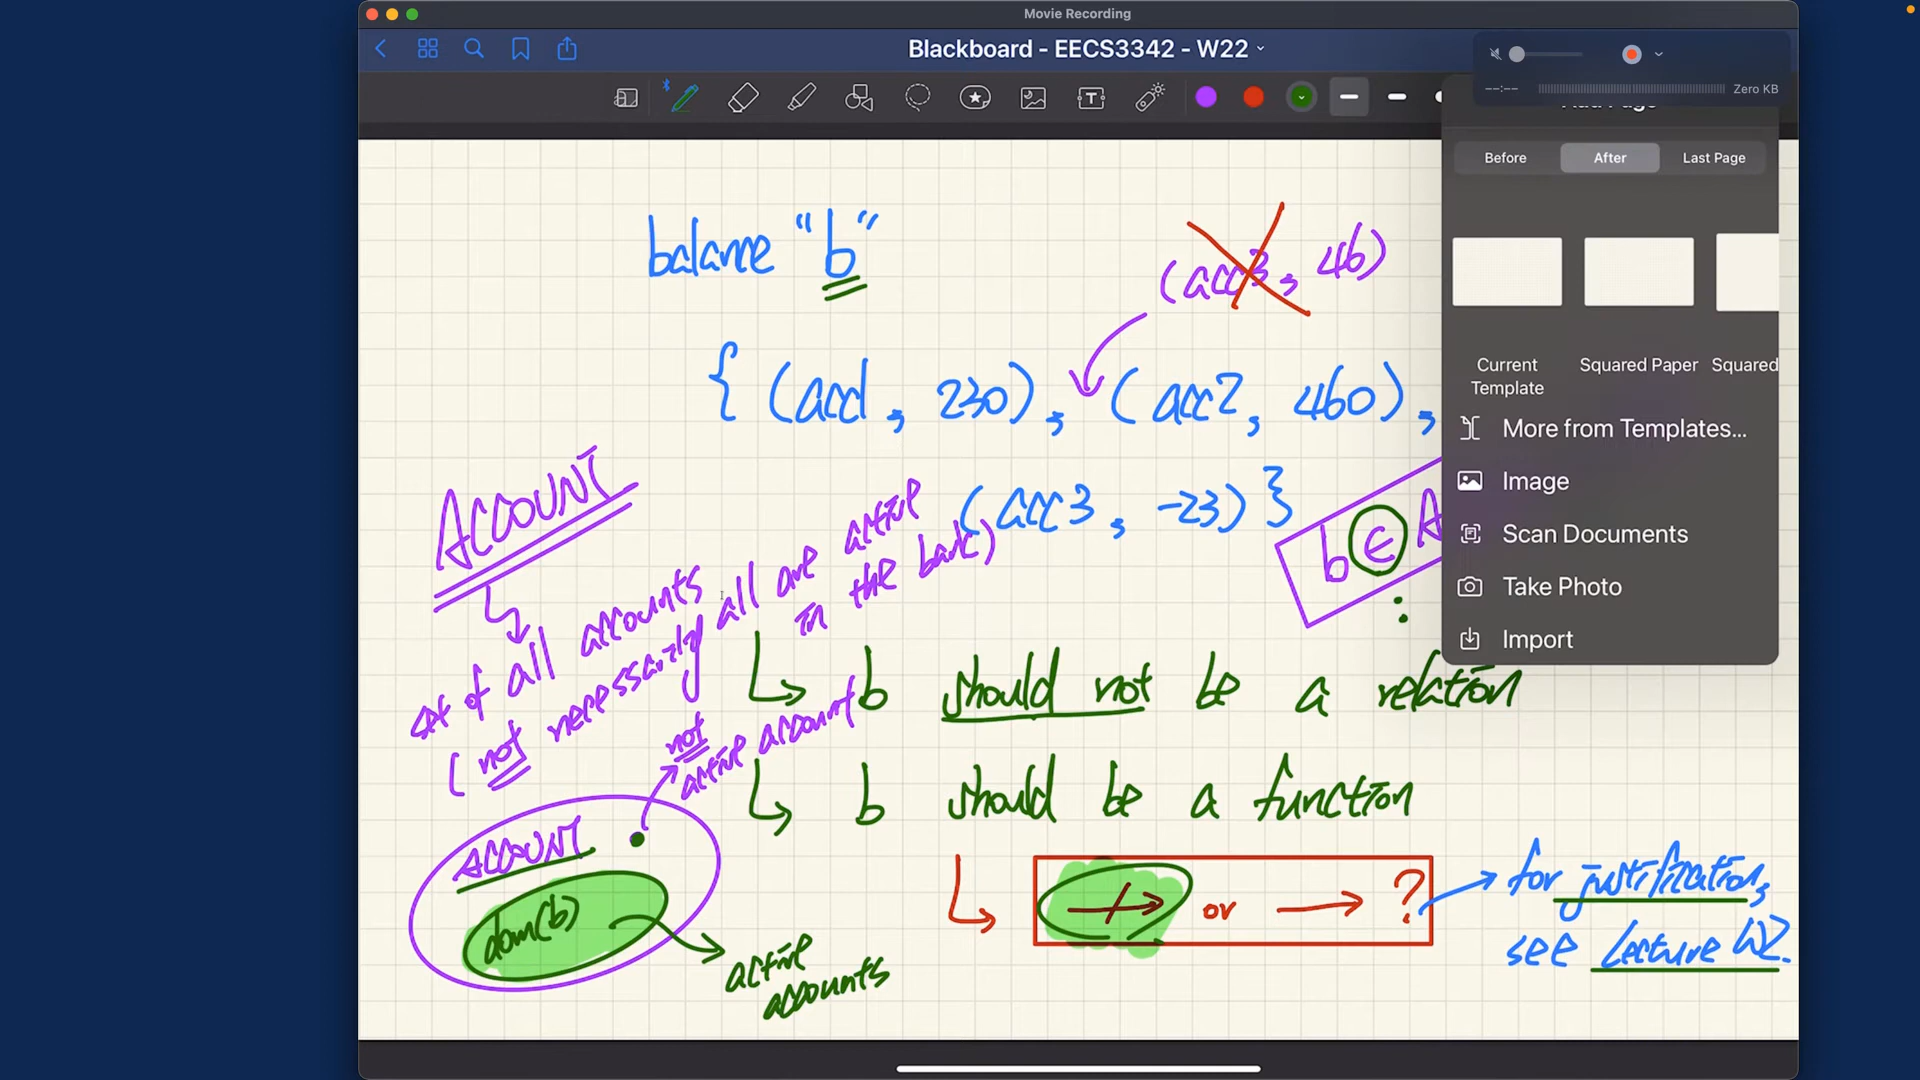 Movie Recording
Blackboard - EECS3342 - W22
--:--
Zero KB
Before
After
Last Page
Current
Template
Squared Paper
Squared
More from Templates...
Image
Scan Documents
Take Photo
Import
balance "b"
(acc3, 46)
{ (acc1, 230), (acc2, 460),
(acc3, -23) }
b ∈ A
ACCOUNT
set of all accounts
(not necessarily all are active
in the bank)
b should not be a relation
b should be a function
⇸ or → ?
for justification,
see Lecture W2.
not
active account
ACCOUNT
dom(b)
active
accounts